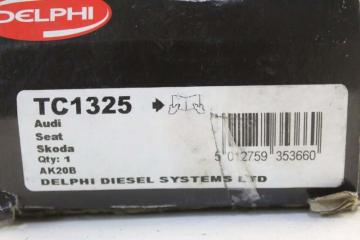 DELPHI
TC1325
Audi
Seat
Skoda
Qty: 1
AK20B
5 012759 353660
DELPHI DIESEL SYSTEMS LTD